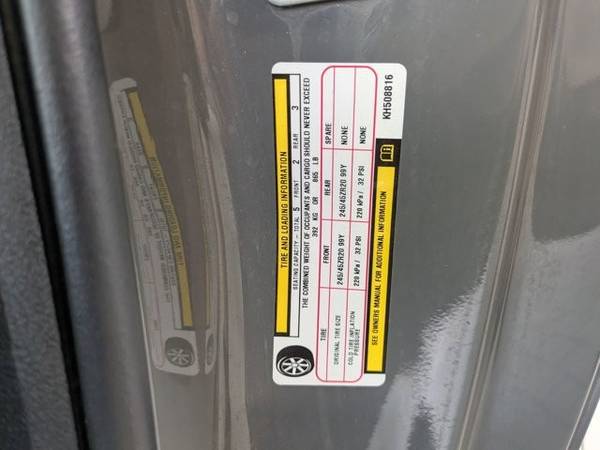 TIRE AND LOADING INFORMATION
SEATING CAPACITY - TOTAL 5 FRONT 2 REAR 3
THE COMBINED WEIGHT OF OCCUPANTS AND CARGO SHOULD NEVER EXCEED
392 KG OR 865 LB
TIRE FRONT REAR SPARE
ORIGINAL TIRE SIZE 245/45ZR20 99Y 245/45ZR20 99Y NONE
COLD TIRE INFLATION PRESSURE 220 kPa / 32 PSI 220 kPa / 32 PSI NONE
SEE OWNERS MANUAL FOR ADDITIONAL INFORMATION
KH508816